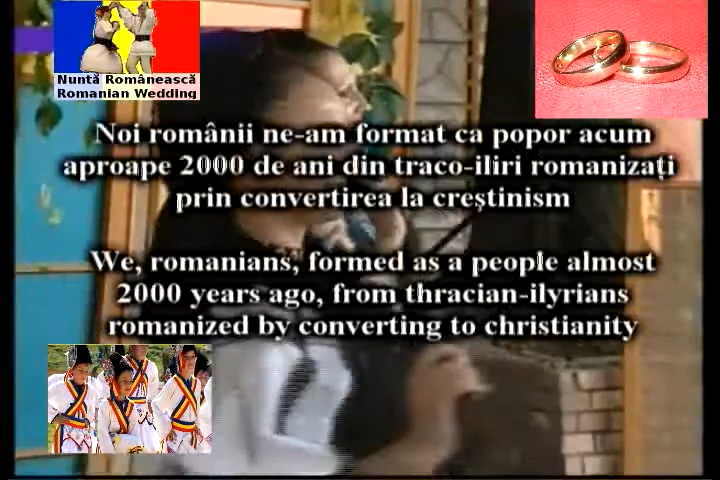 Nuntă Românească
Romanian Wedding
Noi românii ne-am format ca popor acum
aproape 2000 de ani din traco-iliri romanizați
prin convertirea la creștinism
We, romanians, formed as a people almost
2000 years ago, from thracian-ilyrians
romanized by converting to christianity